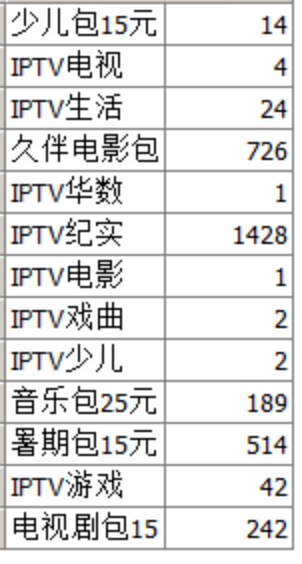 少儿包15元 14
IPTV电视 4
IPTV生活 24
久伴电影包 726
IPTV华数 1
IPTV纪实 1428
IPTV电影 1
IPTV戏曲 2
IPTV少儿 2
音乐包25元 189
暑期包15元 514
IPTV游戏 42
电视剧包15 242